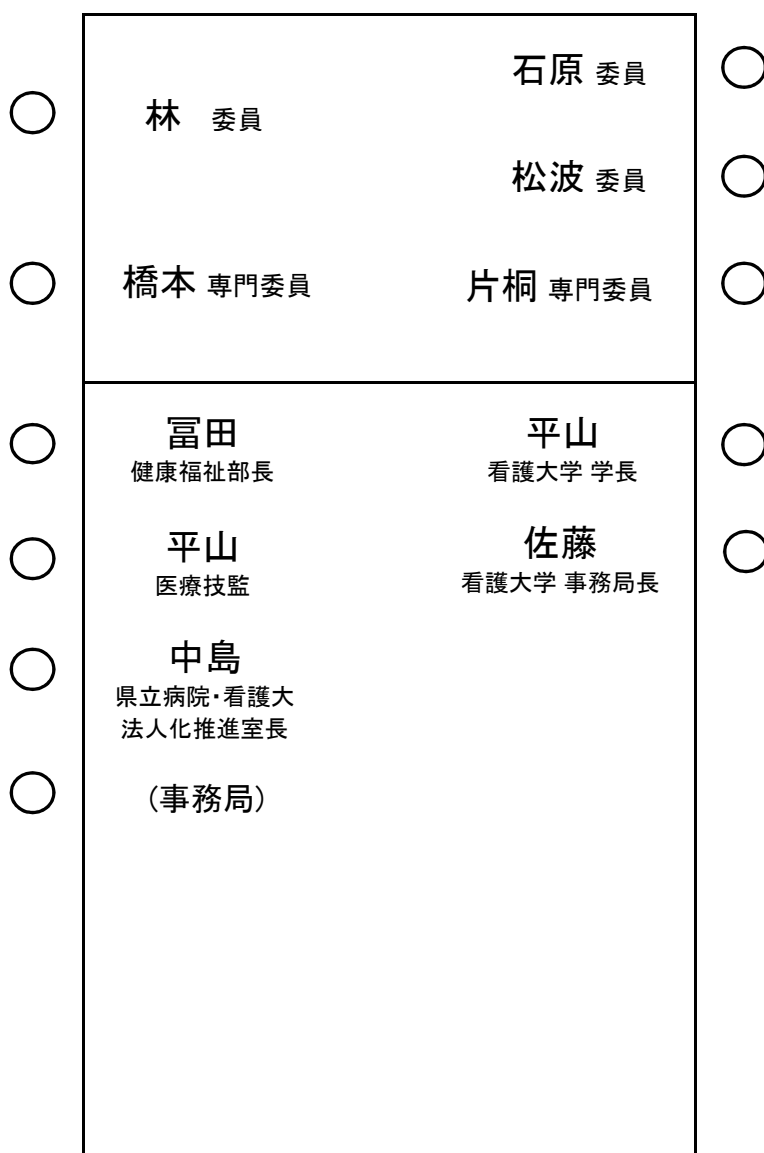 石原 委員
林　委員
松波 委員
橋本 専門委員
片桐 専門委員
冨田
健康福祉部長
平山
医療技監
中島
県立病院・看護大
法人化推進室長
（事務局）
平山
看護大学 学長
佐藤
看護大学 事務局長